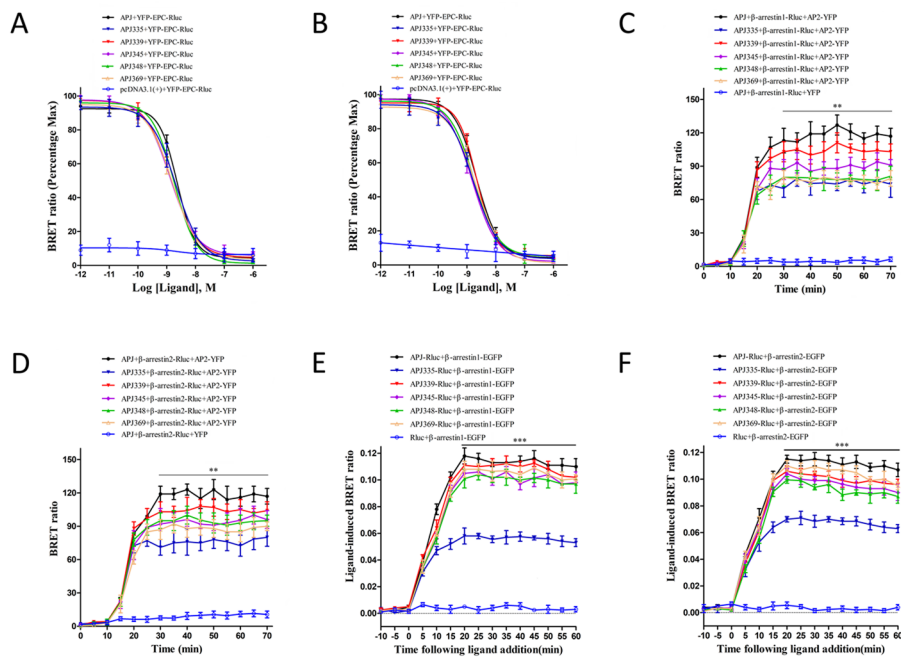 A
APJ+YFP-EPC-Rluc
APJ335+YFP-EPC-Rluc
APJ339+YFP-EPC-Rluc
APJ345+YFP-EPC-Rluc
APJ348+YFP-EPC-Rluc
APJ369+YFP-EPC-Rluc
pcDNA3.1(+)+YFP-EPC-Rluc
BRET ratio (Percentage Max)
100
80
60
40
20
0
-12 -11 -10 -9 -8 -7 -6
Log [Ligand], M
B
APJ+YFP-EPC-Rluc
APJ335+YFP-EPC-Rluc
APJ339+YFP-EPC-Rluc
APJ345+YFP-EPC-Rluc
APJ348+YFP-EPC-Rluc
APJ369+YFP-EPC-Rluc
pcDNA3.1(+)+YFP-EPC-Rluc
BRET ratio (Percentage Max)
100
80
60
40
20
0
-12 -11 -10 -9 -8 -7 -6
Log [Ligand], M
C
APJ+β-arrestin1-Rluc+AP2-YFP
APJ335+β-arrestin1-Rluc+AP2-YFP
APJ339+β-arrestin1-Rluc+AP2-YFP
APJ345+β-arrestin1-Rluc+AP2-YFP
APJ348+β-arrestin1-Rluc+AP2-YFP
APJ369+β-arrestin1-Rluc+AP2-YFP
APJ+β-arrestin1-Rluc+YFP
**
BRET ratio
150
120
90
60
30
0
0 10 20 30 40 50 60 70
Time (min)
D
APJ+β-arrestin2-Rluc+AP2-YFP
APJ335+β-arrestin2-Rluc+AP2-YFP
APJ339+β-arrestin2-Rluc+AP2-YFP
APJ345+β-arrestin2-Rluc+AP2-YFP
APJ348+β-arrestin2-Rluc+AP2-YFP
APJ369+β-arrestin2-Rluc+AP2-YFP
APJ+β-arrestin2-Rluc+YFP
**
BRET ratio
150
120
90
60
30
0
0 10 20 30 40 50 60 70
Time (min)
E
APJ-Rluc+β-arrestin1-EGFP
APJ335-Rluc+β-arrestin1-EGFP
APJ339-Rluc+β-arrestin1-EGFP
APJ345-Rluc+β-arrestin1-EGFP
APJ348-Rluc+β-arrestin1-EGFP
APJ369-Rluc+β-arrestin1-EGFP
Rluc+β-arrestin1-EGFP
***
Ligand-induced BRET ratio
0.12
0.10
0.08
0.06
0.04
0.02
0.00
-10 -5 0 5 10 15 20 25 30 35 40 45 50 55 60
Time following ligand addition(min)
F
APJ-Rluc+β-arrestin2-EGFP
APJ335-Rluc+β-arrestin2-EGFP
APJ339-Rluc+β-arrestin2-EGFP
APJ345-Rluc+β-arrestin2-EGFP
APJ348-Rluc+β-arrestin2-EGFP
APJ369-Rluc+β-arrestin2-EGFP
Rluc+β-arrestin2-EGFP
***
Ligand-induced BRET ratio
0.12
0.10
0.08
0.06
0.04
0.02
0.00
-10 -5 0 5 10 15 20 25 30 35 40 45 50 55 60
Time following ligand addition(min)